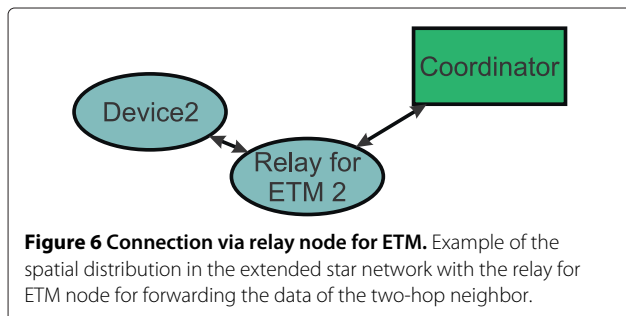 Coordinator
Device2
Relay for
ETM 2
Figure 6 Connection via relay node for ETM. Example of the
spatial distribution in the extended star network with the relay for
ETM node for forwarding the data of the two-hop neighbor.